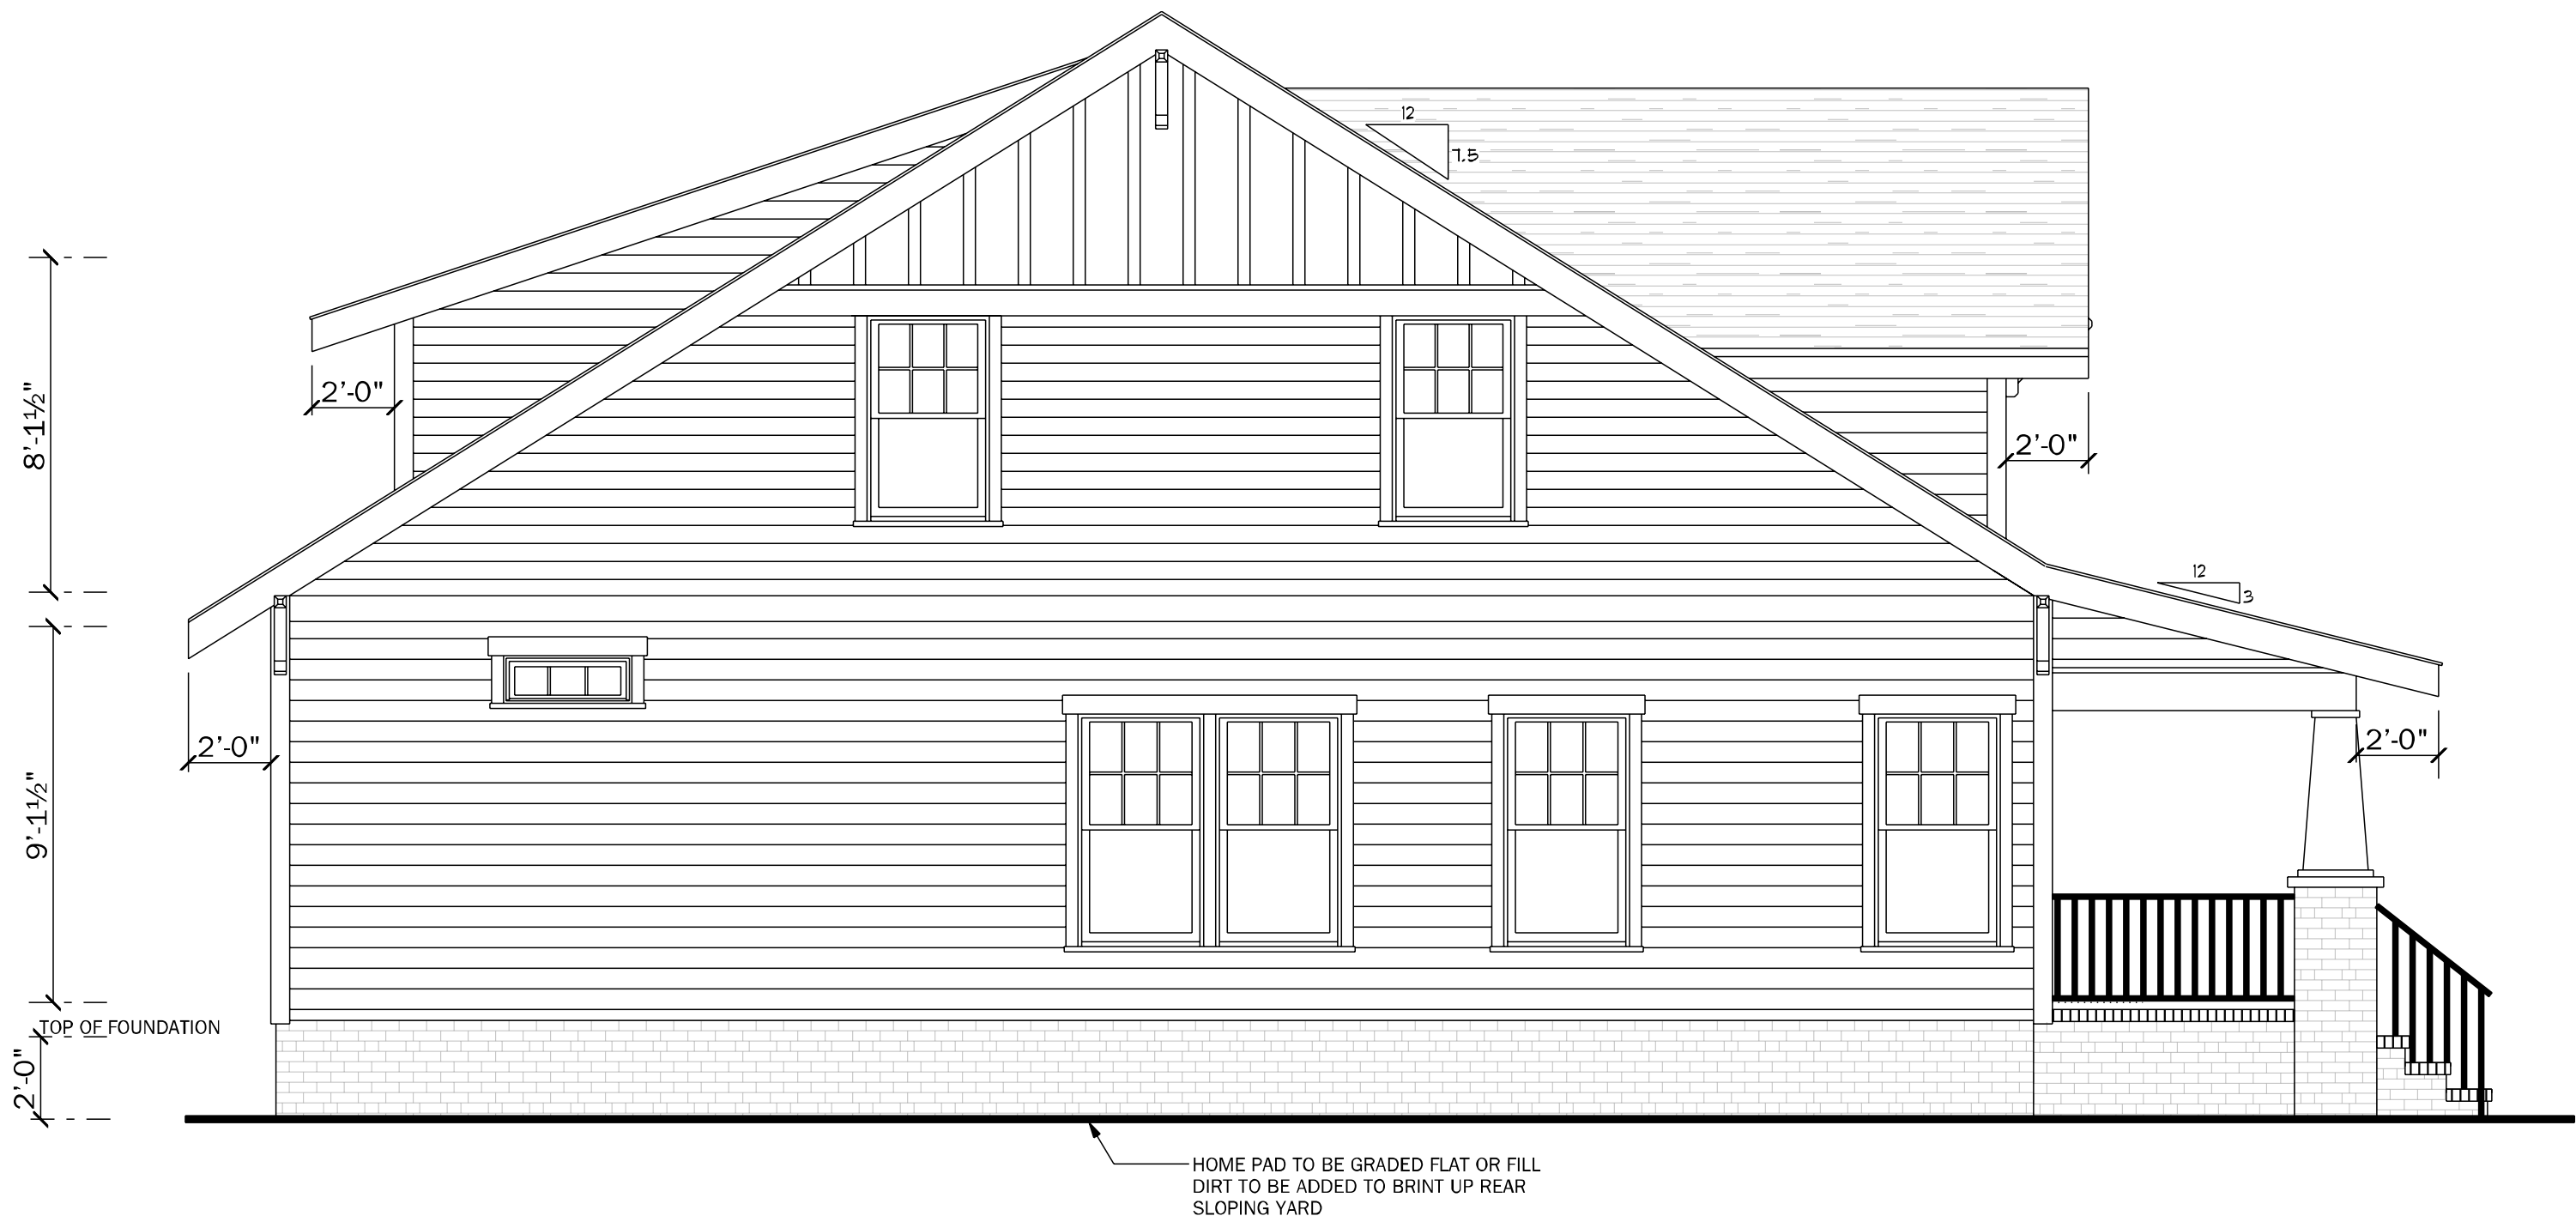 12
7.5
8'-1½"
2'-0"
2'-0"
12
3
2'-0"
2'-0"
9'-1½"
TOP OF FOUNDATION
2'-0"
HOME PAD TO BE GRADED FLAT OR FILL
DIRT TO BE ADDED TO BRINT UP REAR
SLOPING YARD